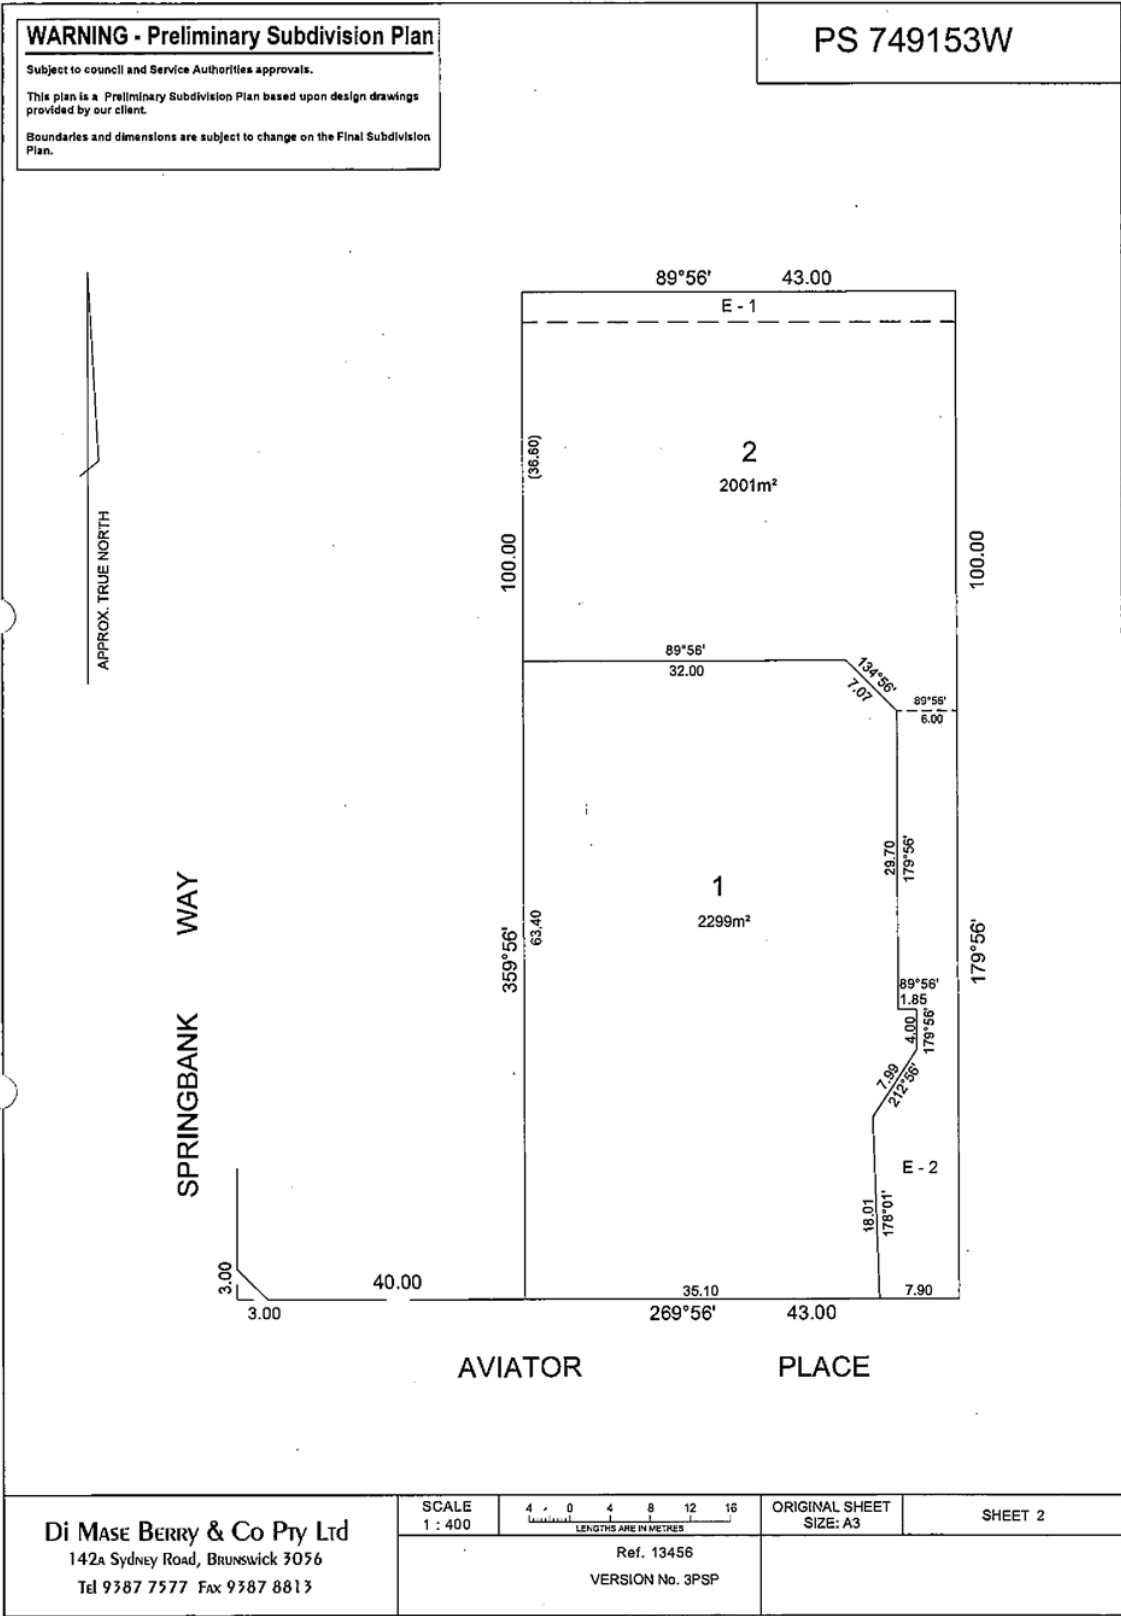 WARNING - Preliminary Subdivision Plan
Subject to council and Service Authorities approvals.
This plan is a Preliminary Subdivision Plan based upon design drawings
provided by our client.
Boundaries and dimensions are subject to change on the Final Subdivision
Plan.
PS 749153W
APPROX. TRUE NORTH
89°56' 43.00
E - 1
(36.60)
2
2001m²
100.00
100.00
89°56'
32.00
134°56'
7.07
89°56'
6.00
29.70
179°56'
1
2299m²
359°56'
63.40
179°56'
89°56'
1.85
4.00
179°56'
7.99
212°56'
E - 2
18.01
178°01'
SPRINGBANK WAY
3.00
3.00
40.00
35.10
7.90
269°56' 43.00
AVIATOR PLACE
Di Mase Berry & Co Pty Ltd
142A Sydney Road, Brunswick 3056
Tel 9387 7577 Fax 9387 8813
SCALE
1 : 400
4 0 4 8 12 16
LENGTHS ARE IN METRES
ORIGINAL SHEET
SIZE: A3
SHEET 2
Ref. 13456
VERSION No. 3PSP